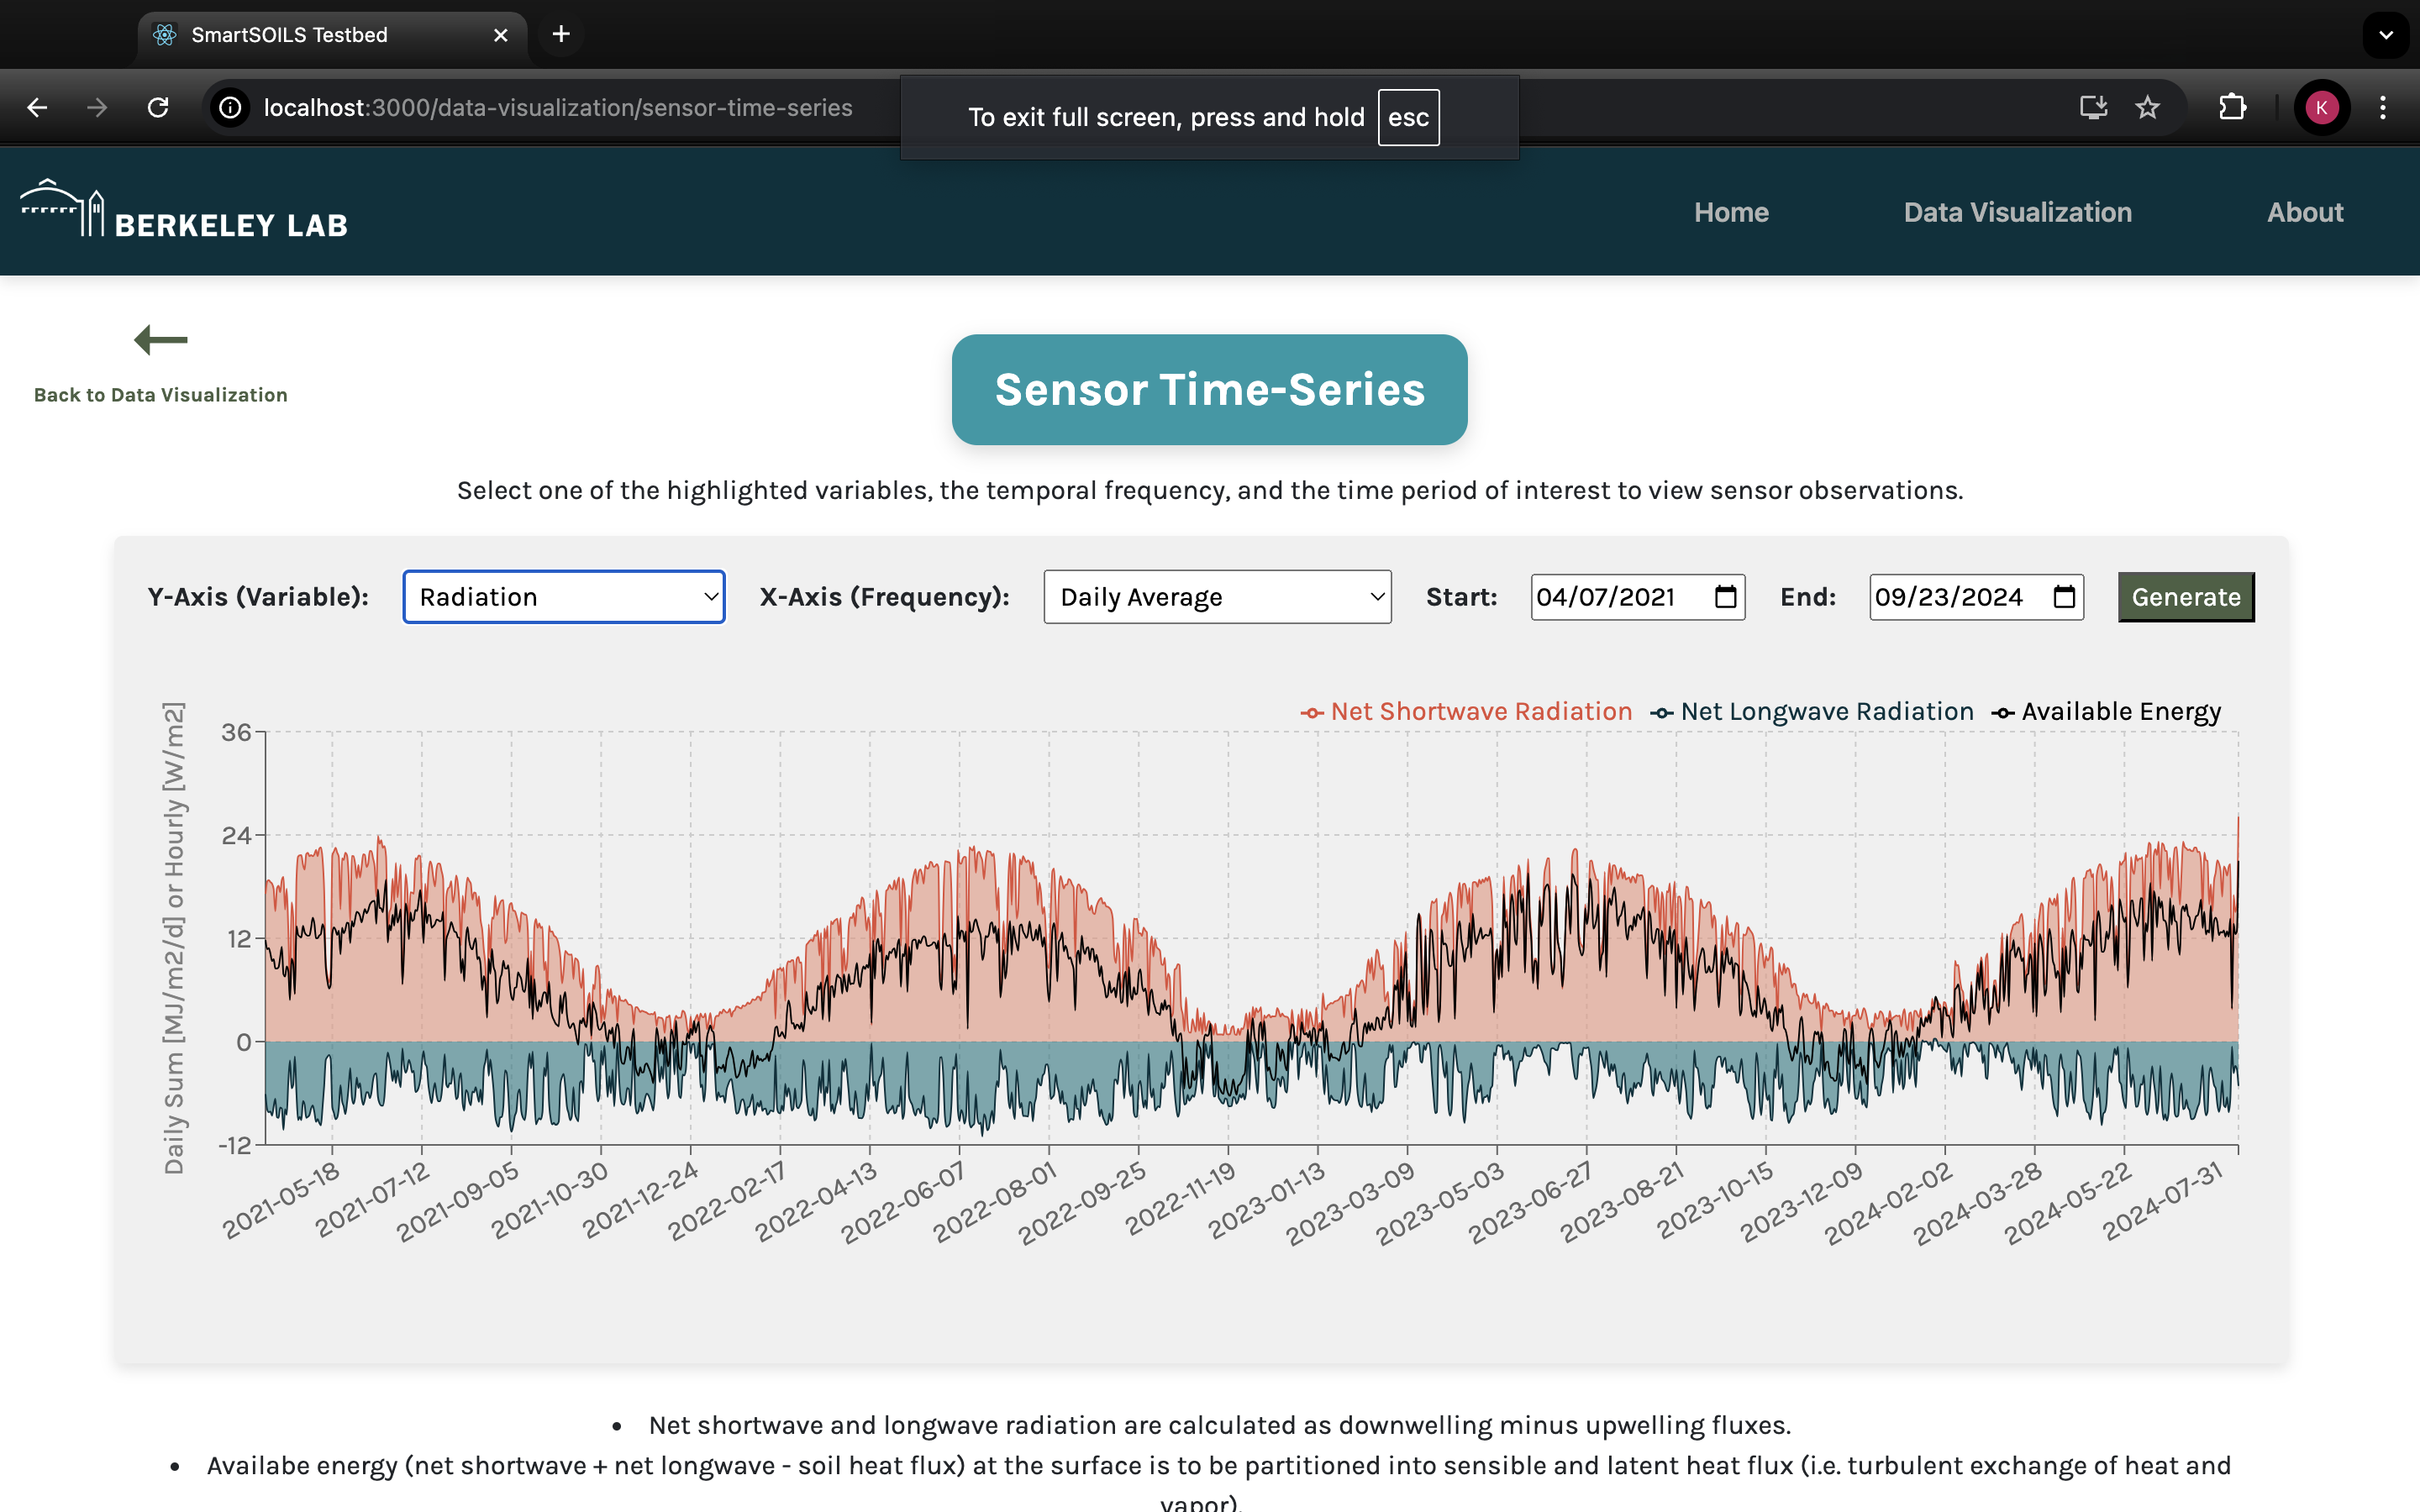 SmartSOILS Testbed
localhost:3000/data-visualization/sensor-time-series
To exit full screen, press and hold esc
K
BERKELEY LAB
Home Data Visualization About
Back to Data Visualization
Sensor Time-Series
Select one of the highlighted variables, the temporal frequency, and the time period of interest to view sensor observations.
Y-Axis (Variable): Radiation X-Axis (Frequency): Daily Average Start: 04/07/2021 End: 09/23/2024 Generate
Net Shortwave Radiation Net Longwave Radiation Available Energy
Daily Sum [MJ/m2/d] or Hourly [W/m2]
36
24
12
0
-12
2021-05-18 2021-07-12 2021-09-05 2021-10-30 2021-12-24 2022-02-17 2022-04-13 2022-06-07 2022-08-01 2022-09-25 2022-11-19 2023-01-13 2023-03-09 2023-05-03 2023-06-27 2023-08-21 2023-10-15 2023-12-09 2024-02-02 2024-03-28 2024-05-22 2024-07-31
• Net shortwave and longwave radiation are calculated as downwelling minus upwelling fluxes.
• Availabe energy (net shortwave + net longwave - soil heat flux) at the surface is to be partitioned into sensible and latent heat flux (i.e. turbulent exchange of heat and
vapor).